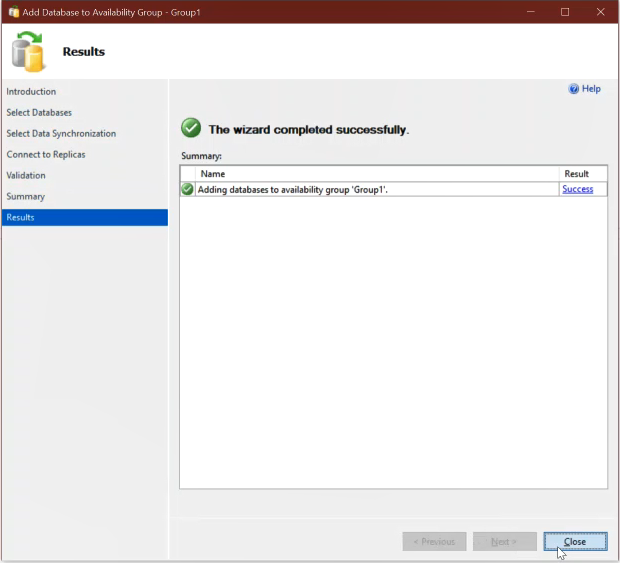 Add Database to Availability Group - Group1
Results
Introduction
Select Databases
Select Data Synchronization
Connect to Replicas
Validation
Summary
Results
Help
The wizard completed successfully.
Summary:
Name Result
Adding databases to availability group 'Group1'. Success
< Previous Next > Close